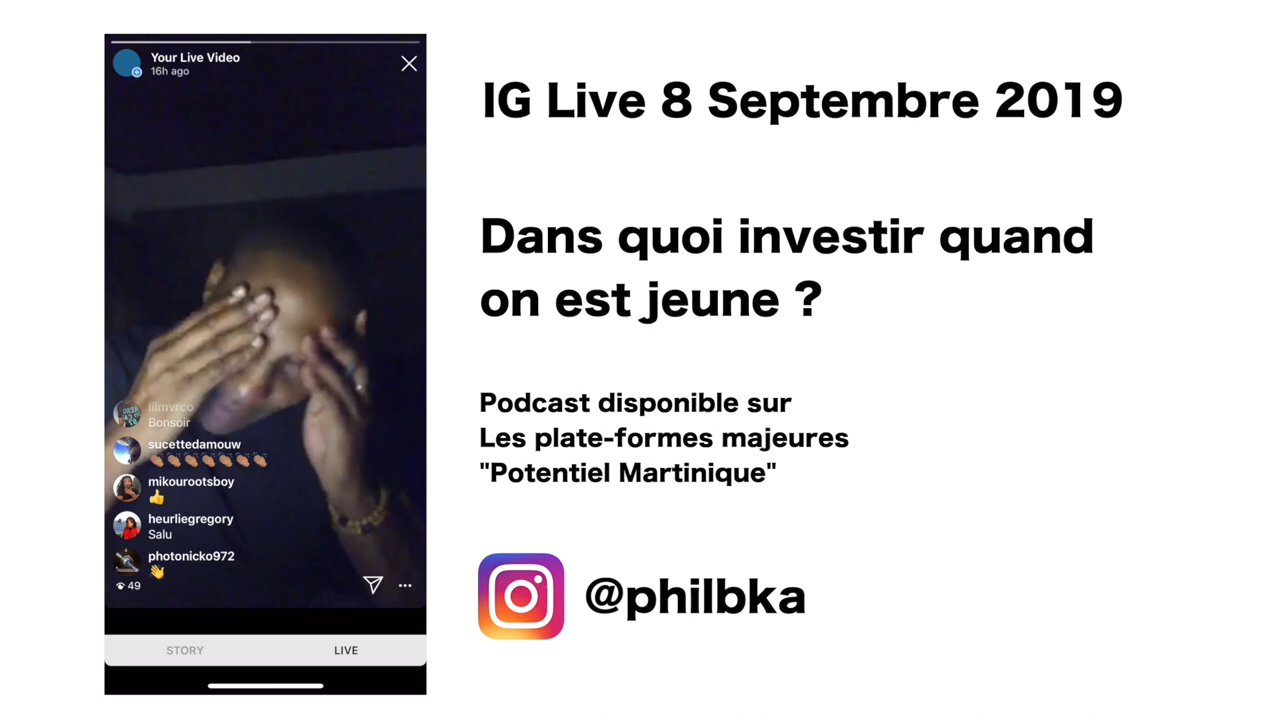 Your Live Video
16h ago
lilmvrco
Bonsoir
sucettedamouw
👏🏽👏🏽👏🏽👏🏽👏🏽👏🏽👏🏽
mikourootsboy
👍
heurliegregory
Salu
photonicko972
👋
49
STORY LIVE
IG Live 8 Septembre 2019
Dans quoi investir quand
on est jeune ?
Podcast disponible sur
Les plate-formes majeures
"Potentiel Martinique"
@philbka